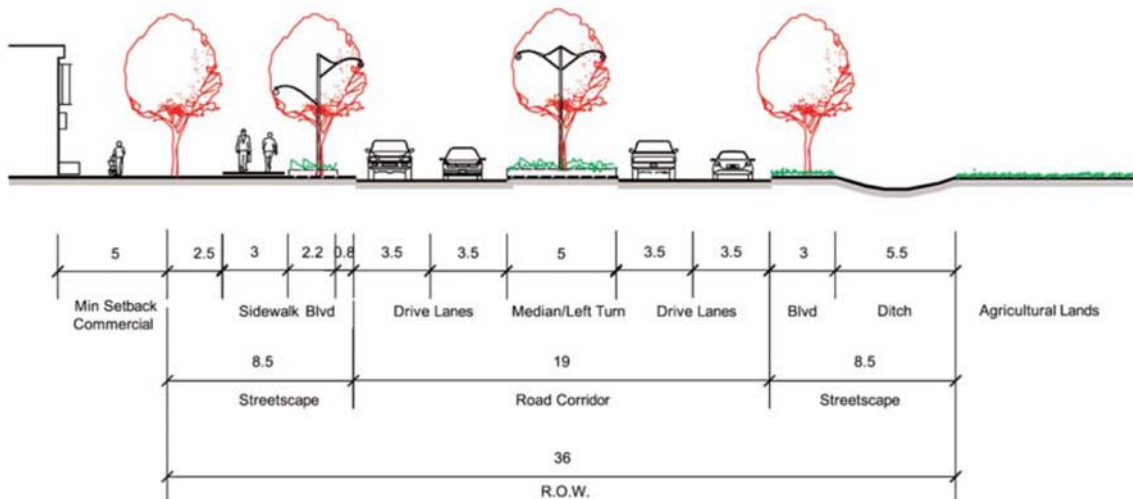 5 2.5 3 2.2 0.8 3.5 3.5 5 3.5 3.5 3 5.5
Min Setback
Commercial
Sidewalk Blvd
Drive Lanes
Median/Left Turn
Drive Lanes
Blvd
Ditch
Agricultural Lands
8.5 19 8.5
Streetscape Road Corridor Streetscape
36
R.O.W.